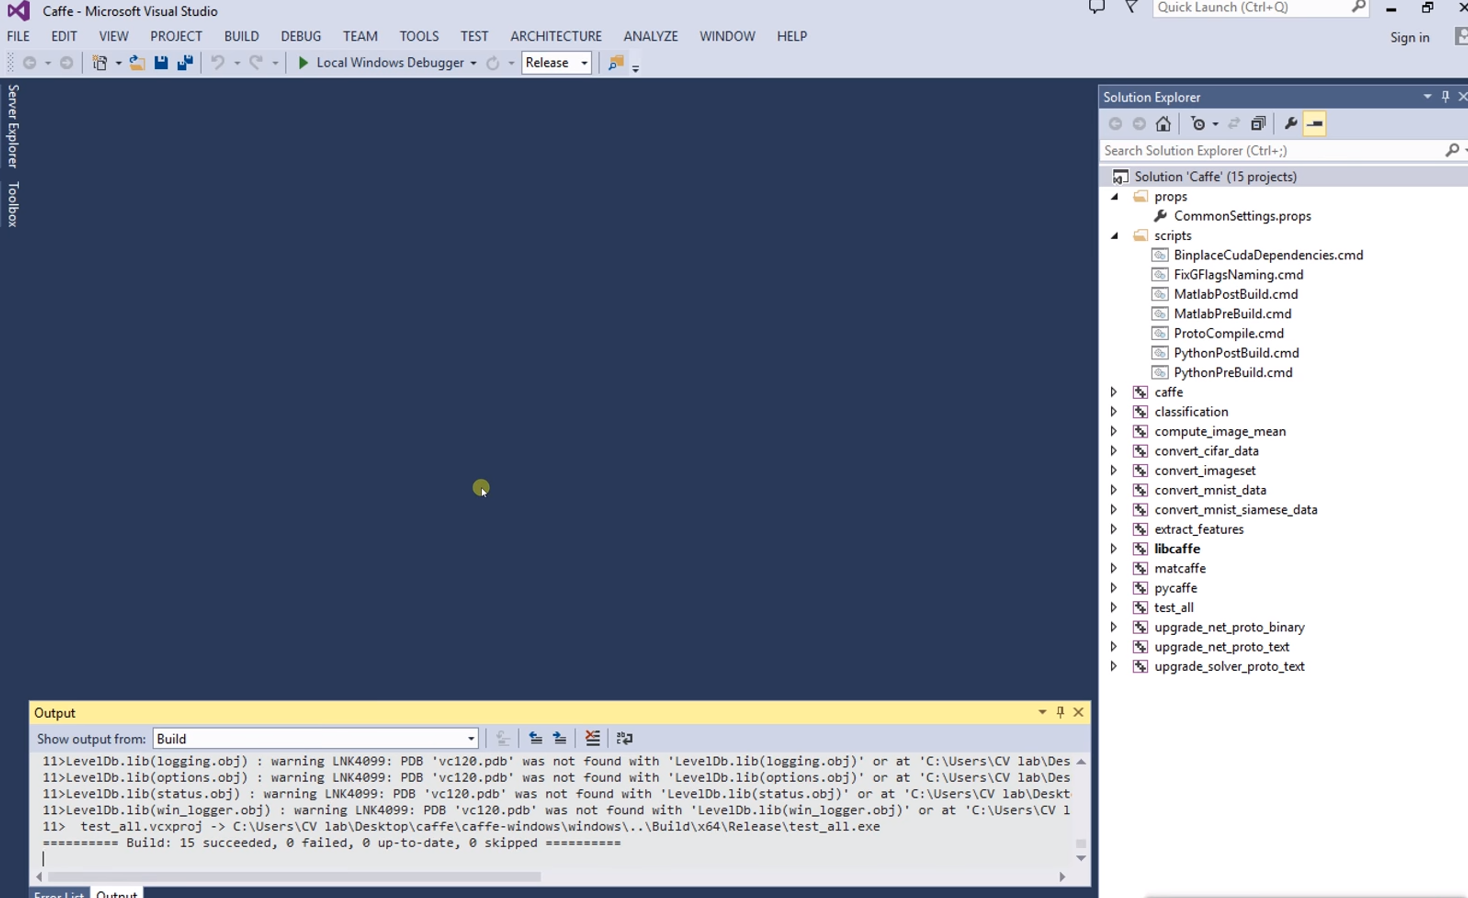 Caffe - Microsoft Visual Studio
Quick Launch (Ctrl+Q)
FILE EDIT VIEW PROJECT BUILD DEBUG TEAM TOOLS TEST ARCHITECTURE ANALYZE WINDOW HELP
Sign in
Local Windows Debugger
Release
Server Explorer
Toolbox
Solution Explorer
Search Solution Explorer (Ctrl+;)
Solution 'Caffe' (15 projects)
props
CommonSettings.props
scripts
BinplaceCudaDependencies.cmd
FixGFlagsNaming.cmd
MatlabPostBuild.cmd
MatlabPreBuild.cmd
ProtoCompile.cmd
PythonPostBuild.cmd
PythonPreBuild.cmd
caffe
classification
compute_image_mean
convert_cifar_data
convert_imageset
convert_mnist_data
convert_mnist_siamese_data
extract_features
libcaffe
matcaffe
pycaffe
test_all
upgrade_net_proto_binary
upgrade_net_proto_text
upgrade_solver_proto_text
Output
Show output from: Build
11>LevelDb.lib(logging.obj) : warning LNK4099: PDB 'vc120.pdb' was not found with 'LevelDb.lib(logging.obj)' or at 'C:\Users\CV lab\Des
11>LevelDb.lib(options.obj) : warning LNK4099: PDB 'vc120.pdb' was not found with 'LevelDb.lib(options.obj)' or at 'C:\Users\CV lab\Des
11>LevelDb.lib(status.obj) : warning LNK4099: PDB 'vc120.pdb' was not found with 'LevelDb.lib(status.obj)' or at 'C:\Users\CV lab\Deskt
11>LevelDb.lib(win_logger.obj) : warning LNK4099: PDB 'vc120.pdb' was not found with 'LevelDb.lib(win_logger.obj)' or at 'C:\Users\CV l
11>  test_all.vcxproj -> C:\Users\CV lab\Desktop\caffe\caffe-windows\windows\..\Build\x64\Release\test_all.exe
========== Build: 15 succeeded, 0 failed, 0 up-to-date, 0 skipped ==========
Error List Output